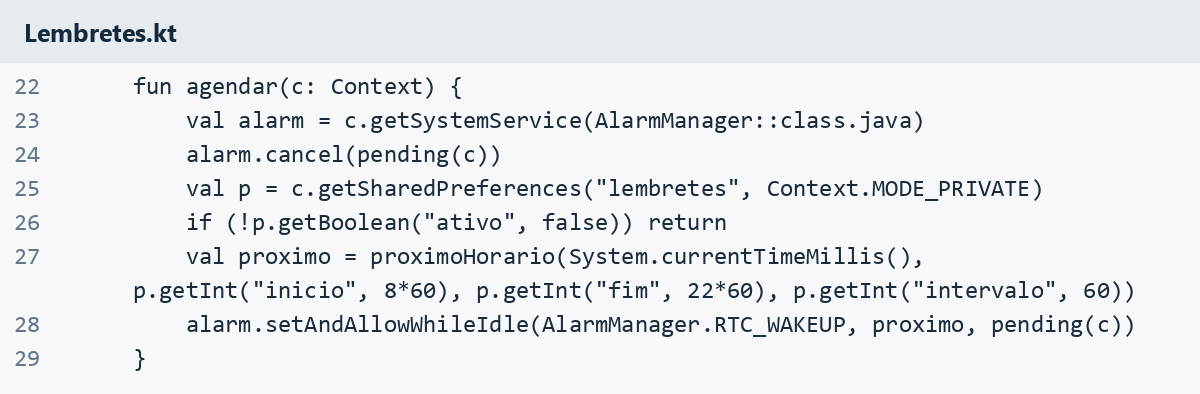 Lembretes.kt
22 fun agendar(c: Context) {
23 val alarm = c.getSystemService(AlarmManager::class.java)
24 alarm.cancel(pending(c))
25 val p = c.getSharedPreferences("lembretes", Context.MODE_PRIVATE)
26 if (!p.getBoolean("ativo", false)) return
27 val proximo = proximoHorario(System.currentTimeMillis(),
p.getInt("inicio", 8*60), p.getInt("fim", 22*60), p.getInt("intervalo", 60))
28 alarm.setAndAllowWhileIdle(AlarmManager.RTC_WAKEUP, proximo, pending(c))
29 }